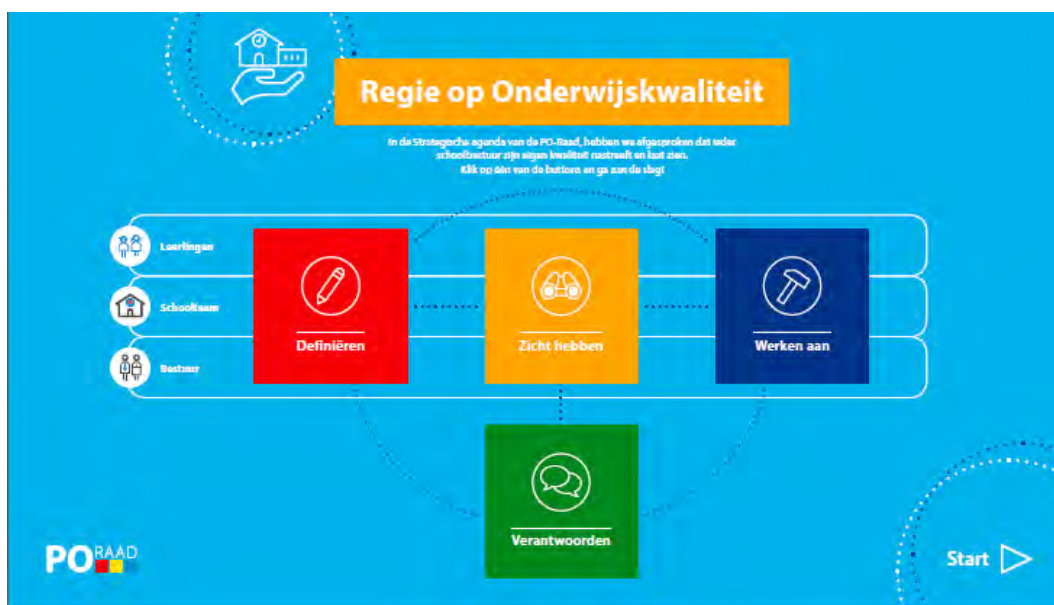 Regie op Onderwijskwaliteit
In de Strategische agenda van de PO-Raad, hebben we afgesproken dat ieder
schoolbestuur zijn eigen kwaliteit nastreeft en laat zien.
Klik op één van de buttons en ga aan de slag!
Leerlingen
Schoolteam
Bestuur
Definiëren
Zicht hebben
Werken aan
Verantwoorden
PO RAAD
Start